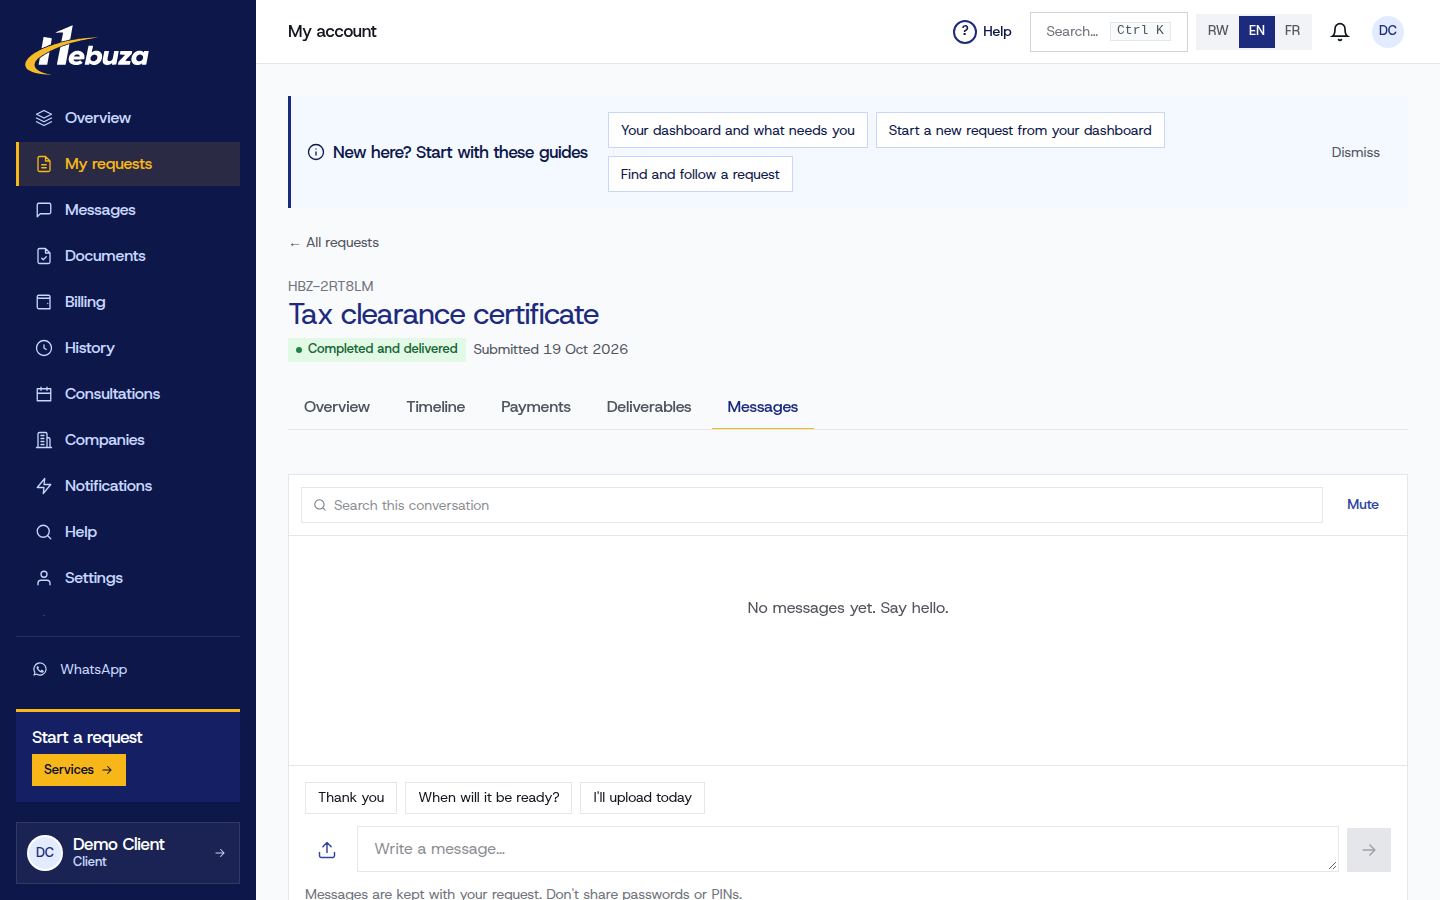 Hebuza
Overview
My requests
Messages
Documents
Billing
History
Consultations
Companies
Notifications
Help
Settings
WhatsApp
Start a request
Services →
DC
Demo Client
Client
→
My account
? Help
Search... Ctrl K
RW EN FR
DC
New here? Start with these guides
Your dashboard and what needs you
Start a new request from your dashboard
Find and follow a request
Dismiss
← All requests
HBZ-2RT8LM
Tax clearance certificate
Completed and delivered Submitted 19 Oct 2026
Overview Timeline Payments Deliverables Messages
Search this conversation Mute
No messages yet. Say hello.
Thank you When will it be ready? I'll upload today
Write a message...
Messages are kept with your request. Don't share passwords or PINs.